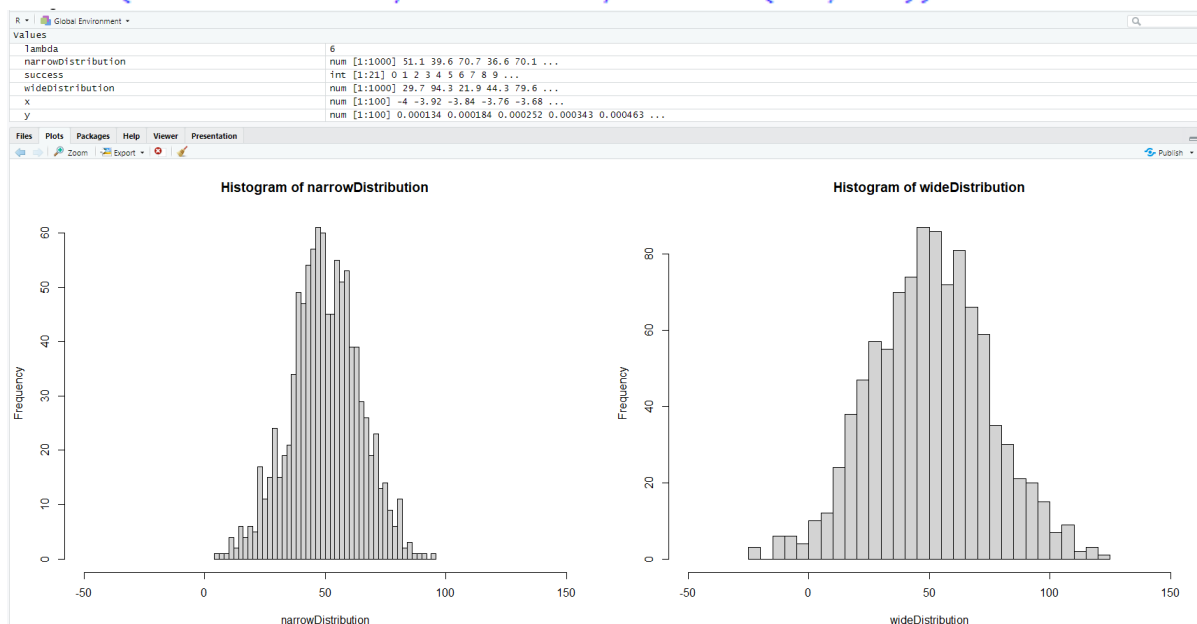 R Global Environment
values
lambda 6
narrowDistribution num [1:1000] 51.1 39.6 70.7 36.6 70.1 ...
success int [1:21] 0 1 2 3 4 5 6 7 8 9 ...
wideDistribution num [1:1000] 29.7 94.3 21.9 44.3 79.6 ...
x num [1:100] -4 -3.92 -3.84 -3.76 -3.68 ...
y num [1:100] 0.000134 0.000184 0.000252 0.000343 0.000463 ...
Files Plots Packages Help Viewer Presentation
Zoom Export Publish
Histogram of narrowDistribution
Frequency
60
50
40
30
20
10
0
-50 0 50 100 150
narrowDistribution
Histogram of wideDistribution
Frequency
80
60
40
20
0
-50 0 50 100 150
wideDistribution